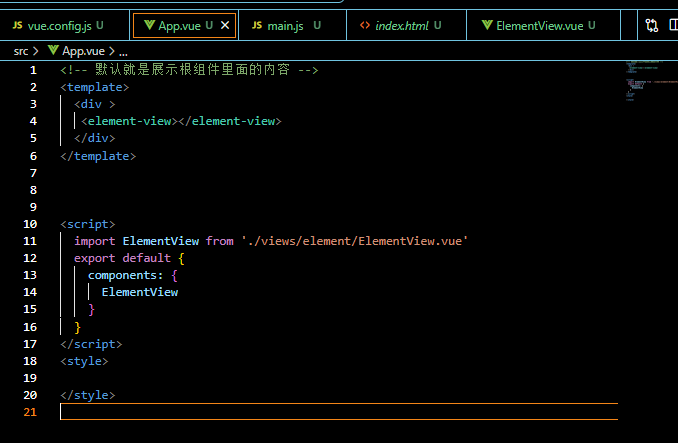 JS vue.config.js U
App.vue U ×
JS main.js U
<> index.html U
ElementView.vue U
src > App.vue > ...
1 <!-- 默认就是展示根组件里面的内容 -->
2 <template>
3 <div >
4 <element-view></element-view>
5 </div>
6 </template>
7
8
9
10 <script>
11 import ElementView from './views/element/ElementView.vue'
12 export default {
13 components: {
14 ElementView
15 }
16 }
17 </script>
18 <style>
19
20 </style>
21